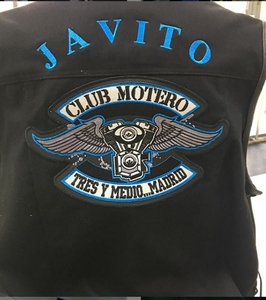 JAVITO
CLUB MOTERO
TRES Y MEDIO...MADRID